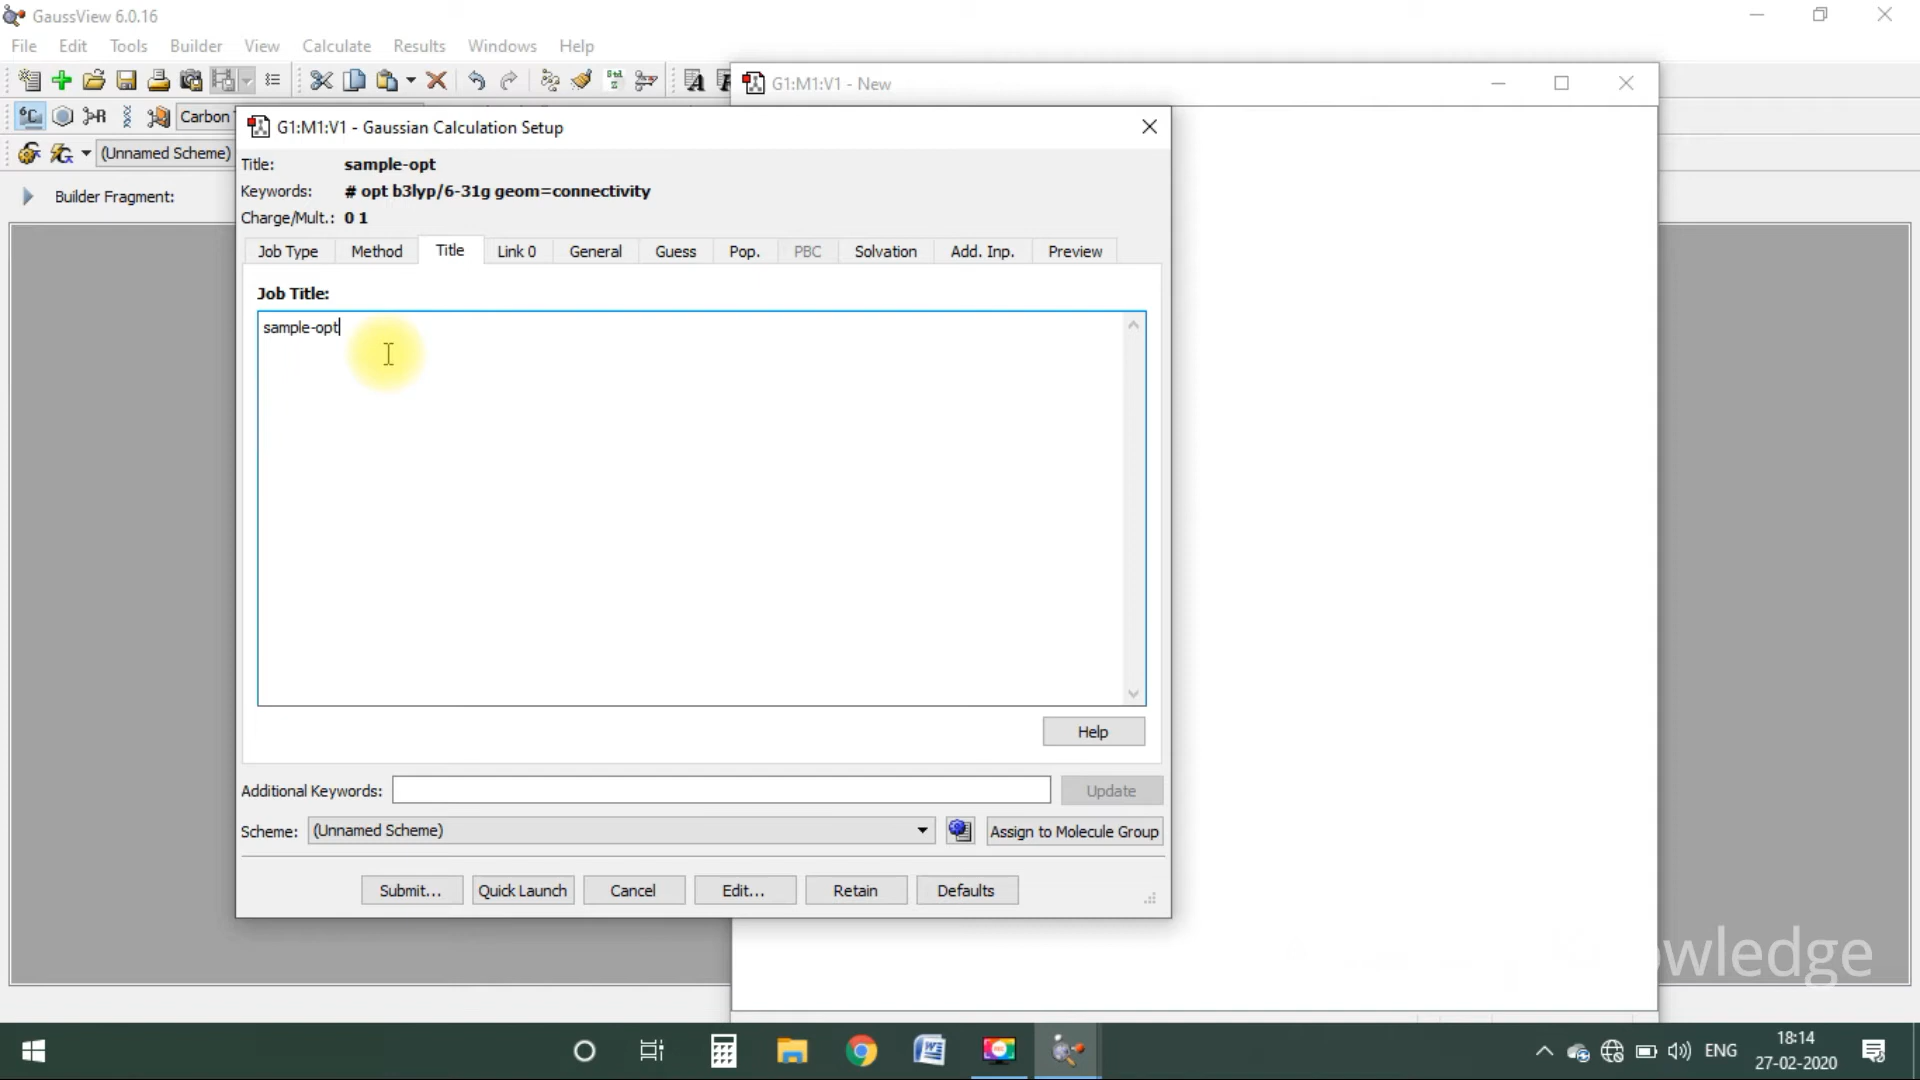 GaussView 6.0.16
File Edit Tools Builder View Calculate Results Windows Help
G1:M1:V1 - New
Carbon
G1:M1:V1 - Gaussian Calculation Setup
(Unnamed Scheme)
Title: sample-opt
Keywords: # opt b3lyp/6-31g geom=connectivity
Builder Fragment:
Charge/Mult.: 0 1
Job Type Method Title Link 0 General Guess Pop. PBC Solvation Add. Inp. Preview
Job Title:
sample-opt
Help
Additional Keywords: Update
Scheme: (Unnamed Scheme) Assign to Molecule Group
Submit... Quick Launch Cancel Edit... Retain Defaults
wledge
ENG
18:14
27-02-2020